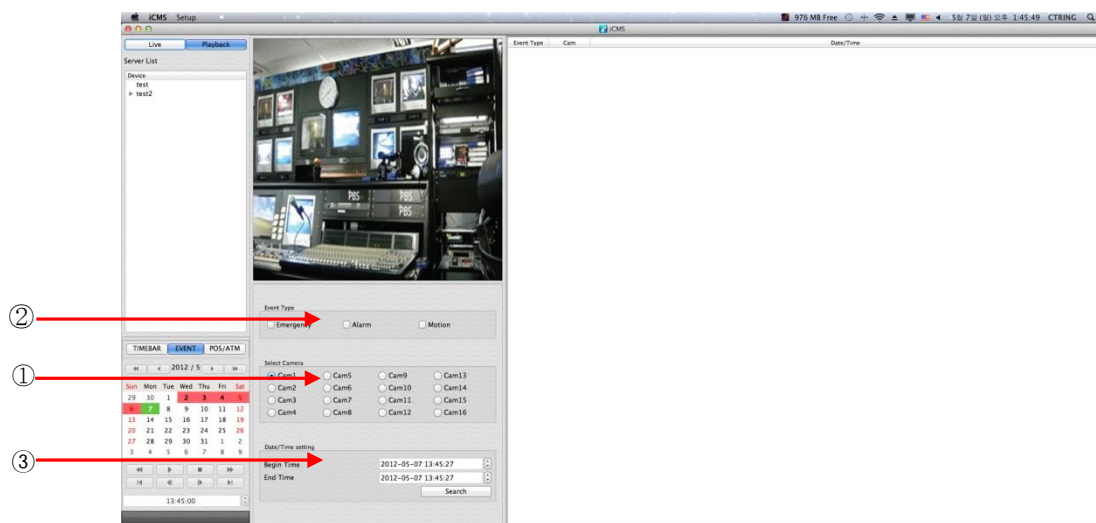 iCMS Setup 976 MB Free 5월 7일 (월) 오후 1:45:49 CTRING
iCMS
Live Playback
Server List
Device
test
test2
PBS PBS
PBS
Event Type Cam Date/Time
② Event Type
Emergency Alarm Motion
TIMEBAR EVENT POS/ATM
2012 / 5
Sun Mon Tue Wed Thu Fri Sat
29 30 1 2 3 4 5
6 7 8 9 10 11 12
13 14 15 16 17 18 19
20 21 22 23 24 25 26
27 28 29 30 31 1 2
3 4 5 6 7 8 9
13:45:00
① Select Camera
Cam1 Cam5 Cam9 Cam13
Cam2 Cam6 Cam10 Cam14
Cam3 Cam7 Cam11 Cam15
Cam4 Cam8 Cam12 Cam16
③ Date/Time setting
Begin Time 2012-05-07 13:45:27
End Time 2012-05-07 13:45:27
Search